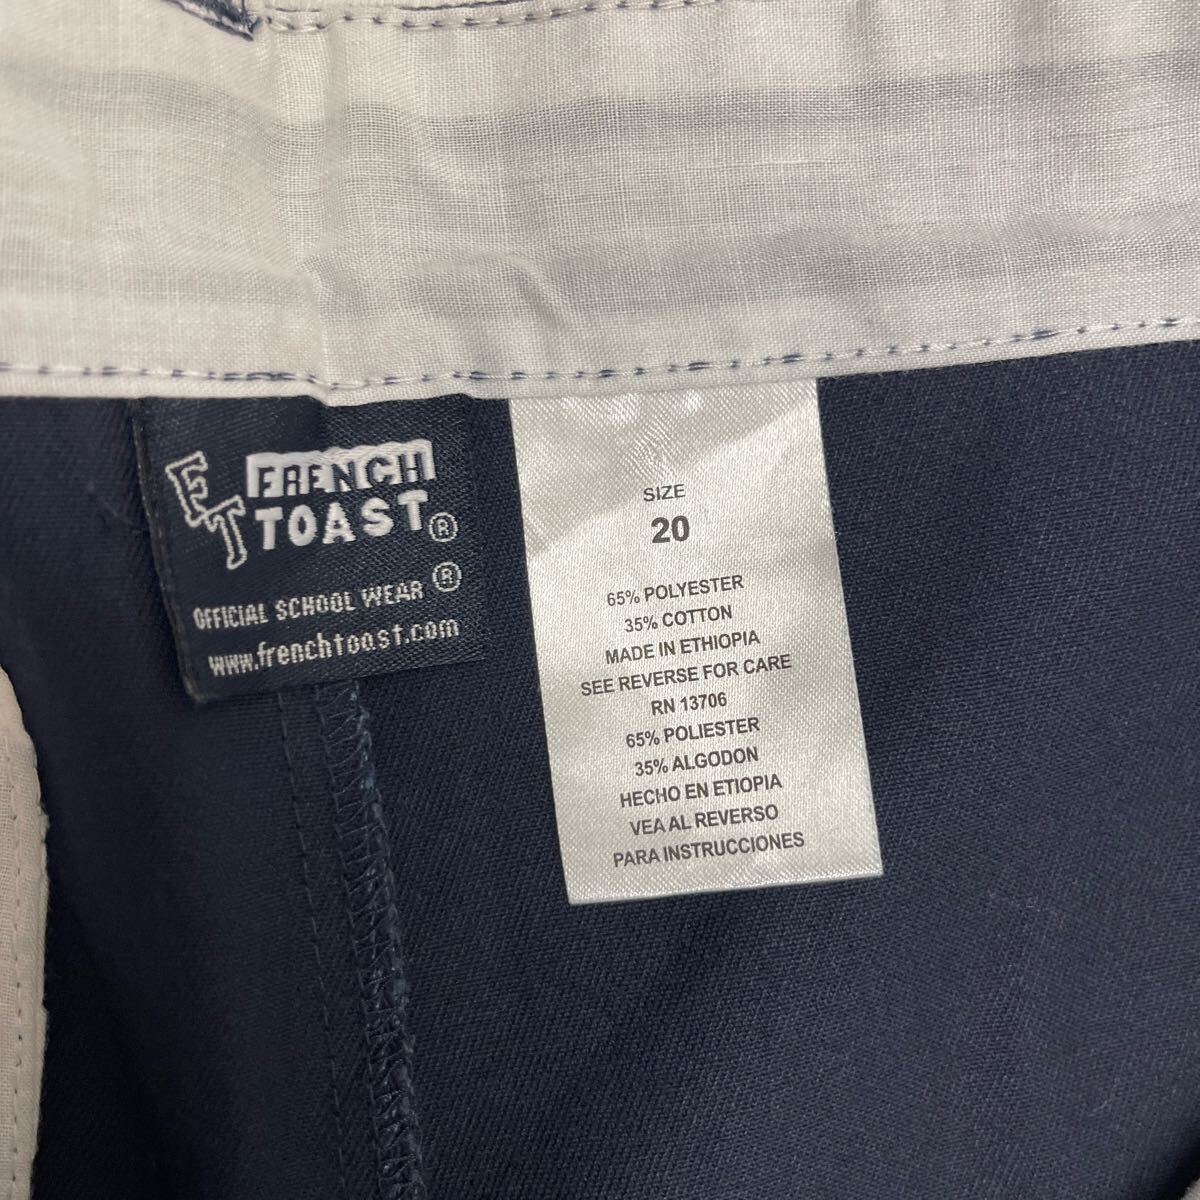 FT FRENCH
TOAST®
OFFICIAL SCHOOL WEAR ®
www.frenchtoast.com
SIZE
20
65% POLYESTER
35% COTTON
MADE IN ETHIOPIA
SEE REVERSE FOR CARE
RN 13706
65% POLIESTER
35% ALGODON
HECHO EN ETIOPIA
VEA AL REVERSO
PARA INSTRUCCIONES